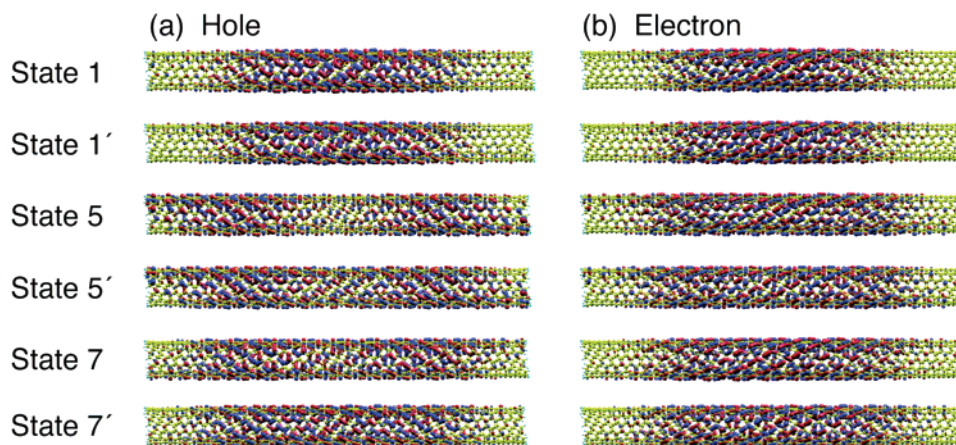 (a) Hole
(b) Electron
State 1
State 1´
State 5
State 5´
State 7
State 7´